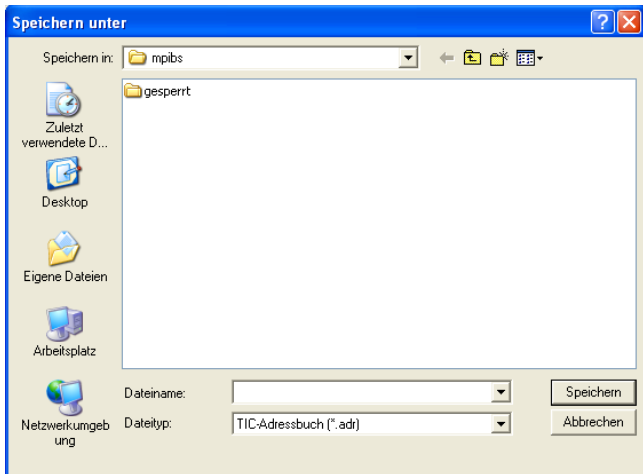 Speichern unter
Speichern in:
mpibs
gesperrt
Zuletzt
verwendete D...
Desktop
Eigene Dateien
Arbeitsplatz
Netzwerkumgeb
ung
Dateiname:
Speichern
Dateityp:
TIC-Adressbuch (*.adr)
Abbrechen